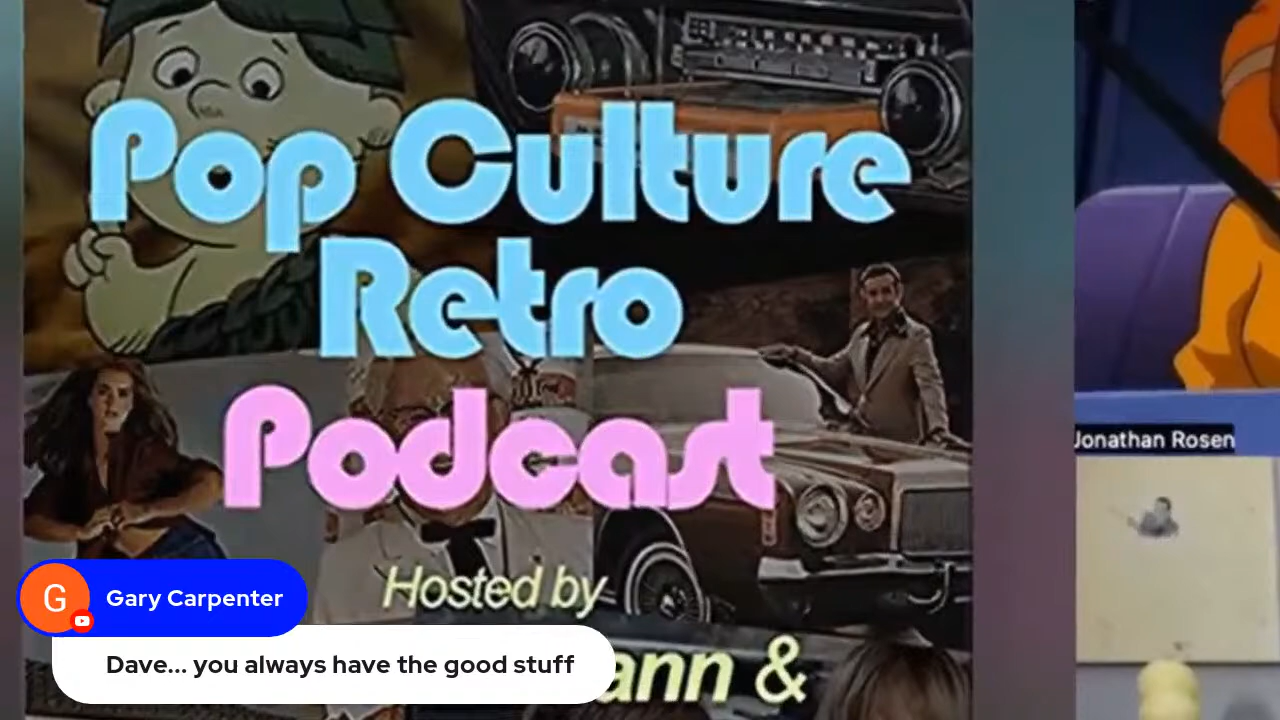 Pop Culture
Retro
Podcast
Hosted by
ann &
Jonathan Rosen
G
Gary Carpenter
Dave... you always have the good stuff